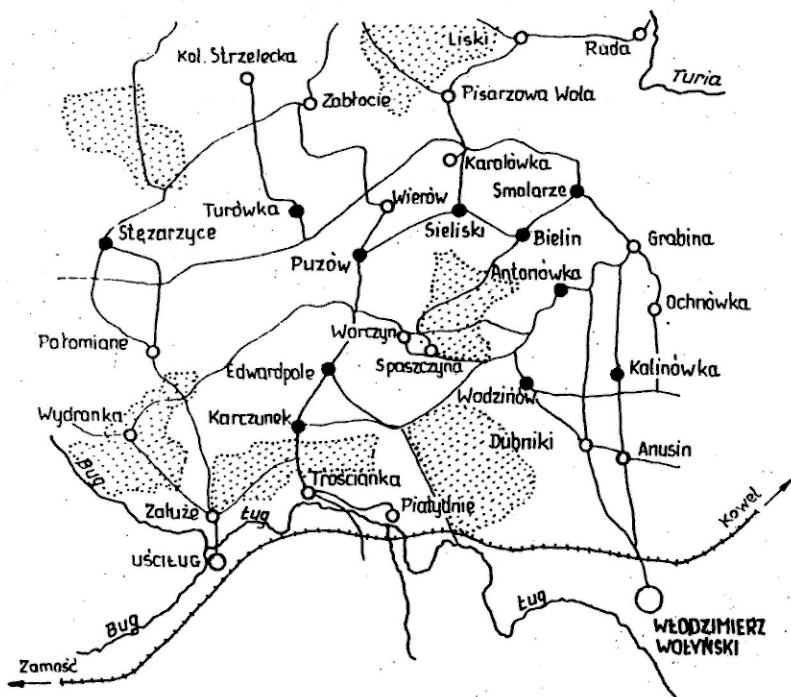 Liski
Ruda
Kol. Strzelecka
Turia
Zabłocie
Pisarzowa Wola
Karolówka
Smolarze
Wierów
Turówka
Stężarzyce
Sieliski
Bielin
Grabina
Puzów
Antonówka
Ochnówka
Worczyn
Połomiane
Spaszczyna
Edwardpole
Kalinówka
Wodzinów
Wydranka
Karczunek
Dubniki
Anusin
Bug
Trościanka
Piatydnie
Załuże
Ług
Kowel
UŚCIŁUG
Bug
Ług
WŁODZIMIERZ
WOŁYŃSKI
Zamość